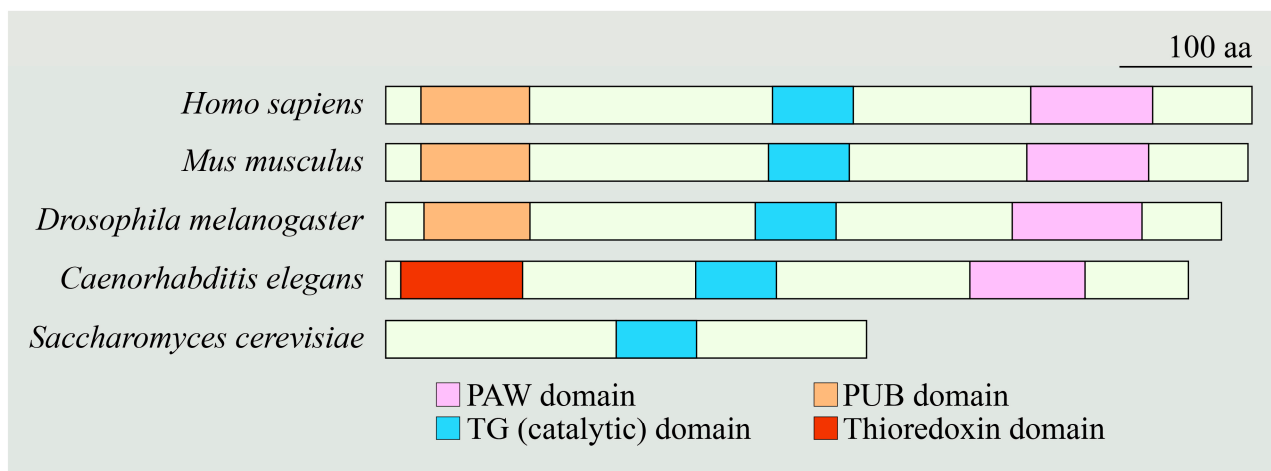 100 aa
Homo sapiens
Mus musculus
Drosophila melanogaster
Caenorhabditis elegans
Saccharomyces cerevisiae
PAW domain
PUB domain
TG (catalytic) domain
Thioredoxin domain